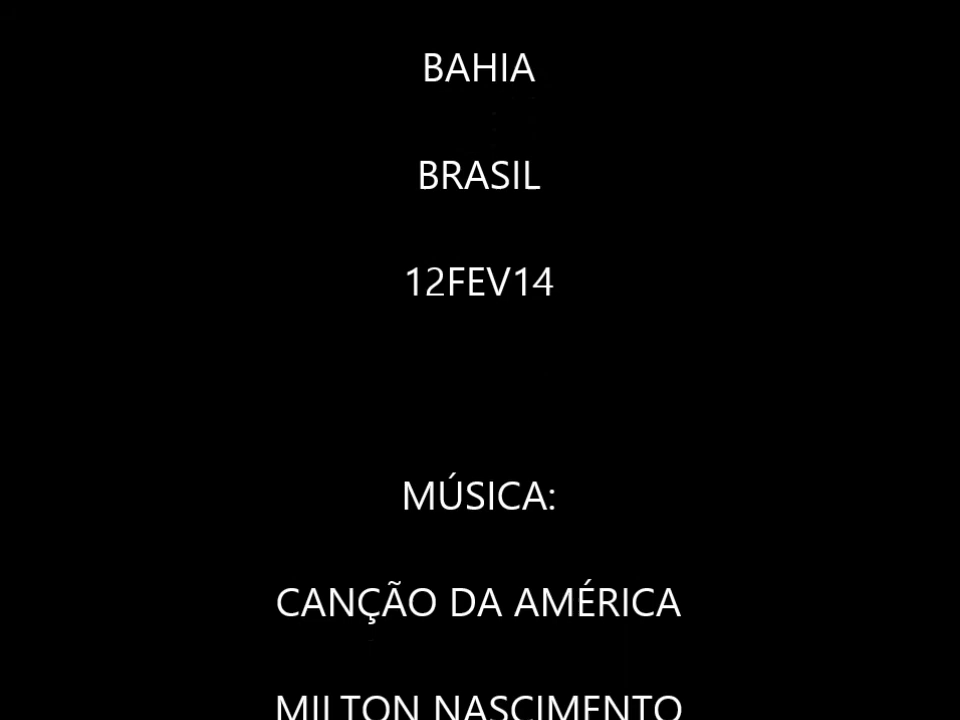 BAHIA
BRASIL
12FEV14
MÚSICA:
CANÇÃO DA AMÉRICA
MILTON NASCIMENTO